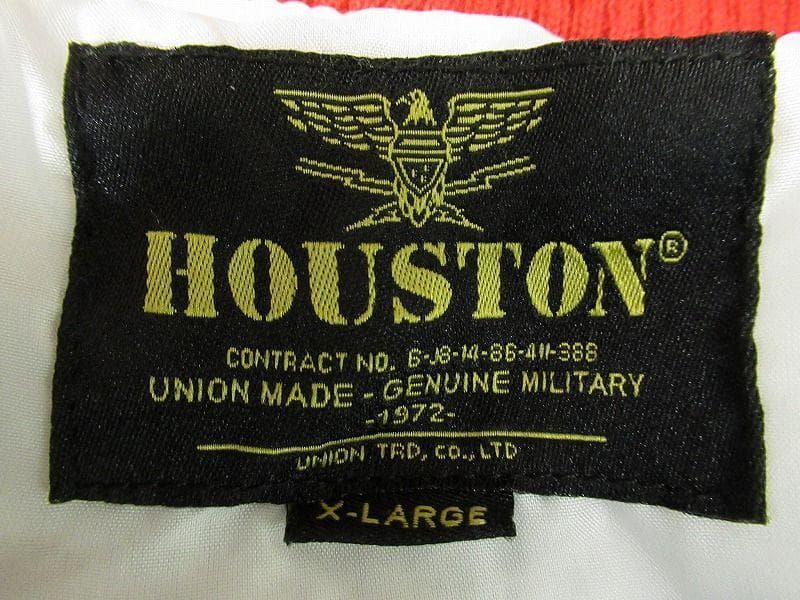 HOUSTON®
CONTRACT NO. 6-J8-14-86-411-388
UNION MADE - GENUINE MILITARY
-1972-
UNION TRD, CO., LTD
X-LARGE